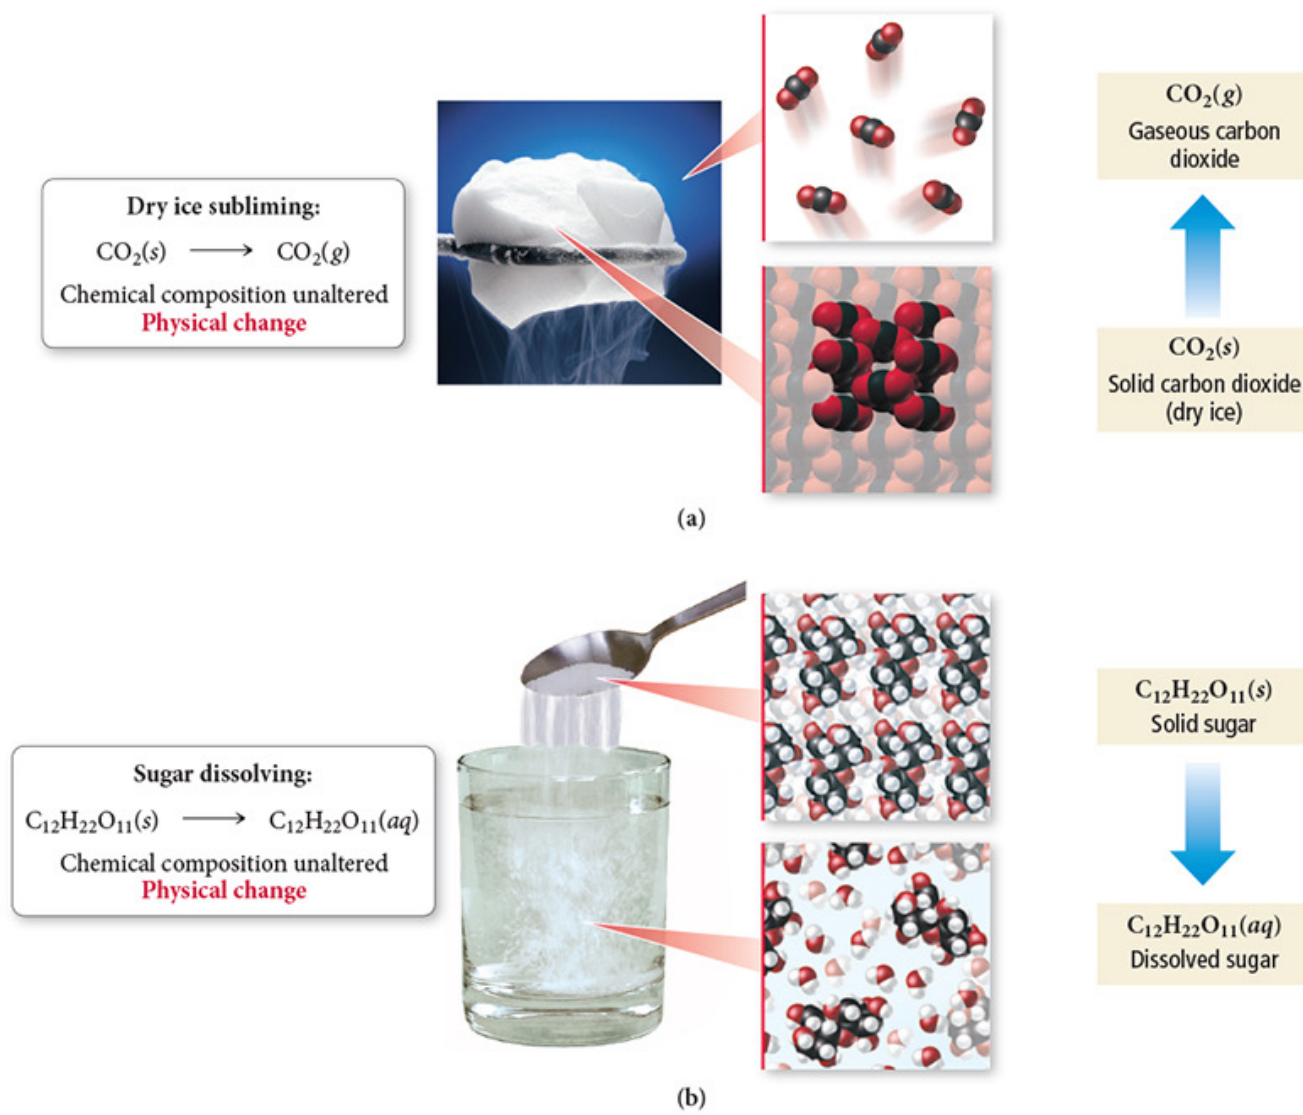 Dry ice subliming:
CO₂(s) ⟶ CO₂(g)
Chemical composition unaltered
Physical change
CO₂(g)
Gaseous carbon
dioxide
CO₂(s)
Solid carbon dioxide
(dry ice)
(a)
Sugar dissolving:
C₁₂H₂₂O₁₁(s) ⟶ C₁₂H₂₂O₁₁(aq)
Chemical composition unaltered
Physical change
C₁₂H₂₂O₁₁(s)
Solid sugar
C₁₂H₂₂O₁₁(aq)
Dissolved sugar
(b)